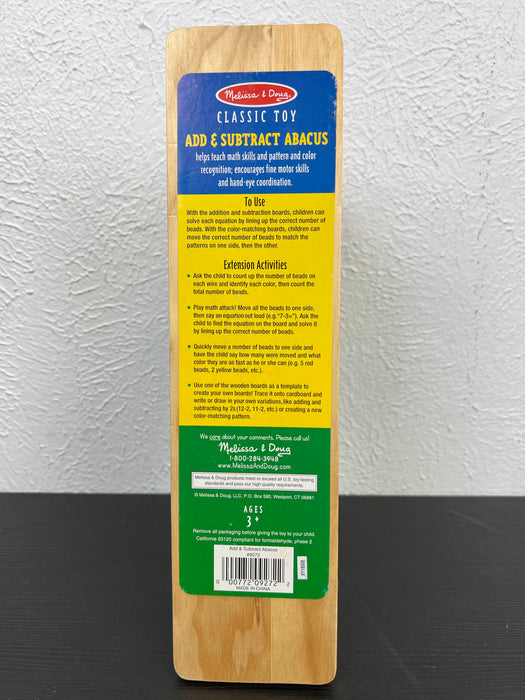 Melissa & Doug
CLASSIC TOY
ADD & SUBTRACT ABACUS
helps teach math skills and pattern and color
recognition; encourages fine motor skills
and hand-eye coordination.
To Use
With the addition and subtraction boards, children can
solve each equation by lining up the correct number of
beads. With the color-matching boards, children can
move the correct number of beads to match the
patterns on one side, then the other.
Extension Activities
• Ask the child to count up the number of beads on
each wire and identify each color, then count the
total number of beads.
• Play math attack! Move all the beads to one side,
then say an equation out loud (e.g. "7-3="). Ask the
child to find the equation on the board and solve it
by lining up the correct number of beads.
• Quickly move a number of beads to one side and
have the child say how many were moved and what
color they are as fast as he or she can (e.g. 5 red
beads, 2 yellow beads, etc.).
• Use one of the wooden boards as a template to
create your own boards! Trace it onto cardboard and
write or draw in your own variations, like adding and
subtracting by 2s (12-2, 11-2, etc.) or creating a new
color-matching pattern.
We care about your comments. Please call us!
Melissa & Doug
1-800-284-3948
www.MelissaAndDoug.com
Melissa & Doug products meet or exceed all U.S. toy testing
standards and pass our high quality requirements.
© Melissa & Doug, LLC. P.O. Box 590, Westport, CT 06881
AGES
3+
Remove all packaging before giving the toy to your child.
California 93120 compliant for formaldehyde, phase 2
Add & Subtract Abacus
#9272
0 00772 09272 2
MADE IN CHINA